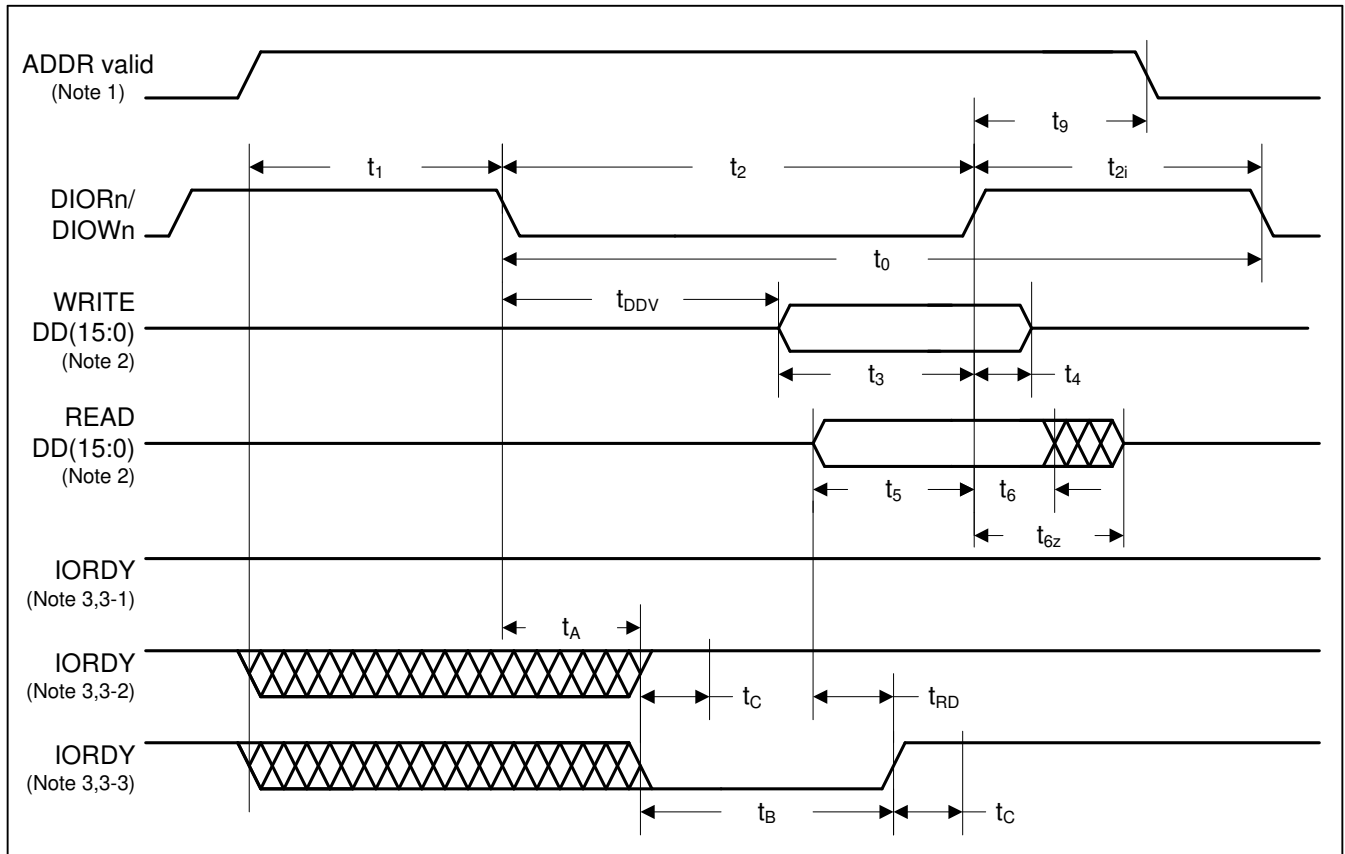 ADDR valid
(Note 1)
t9
t1
t2
t2i
DIORn/
DIOWn
t0
tDDV
WRITE
DD(15:0)
(Note 2)
t3
t4
READ
DD(15:0)
(Note 2)
t5
t6
t6z
IORDY
(Note 3,3-1)
tA
IORDY
(Note 3,3-2)
tC
tRD
IORDY
(Note 3,3-3)
tB
tC